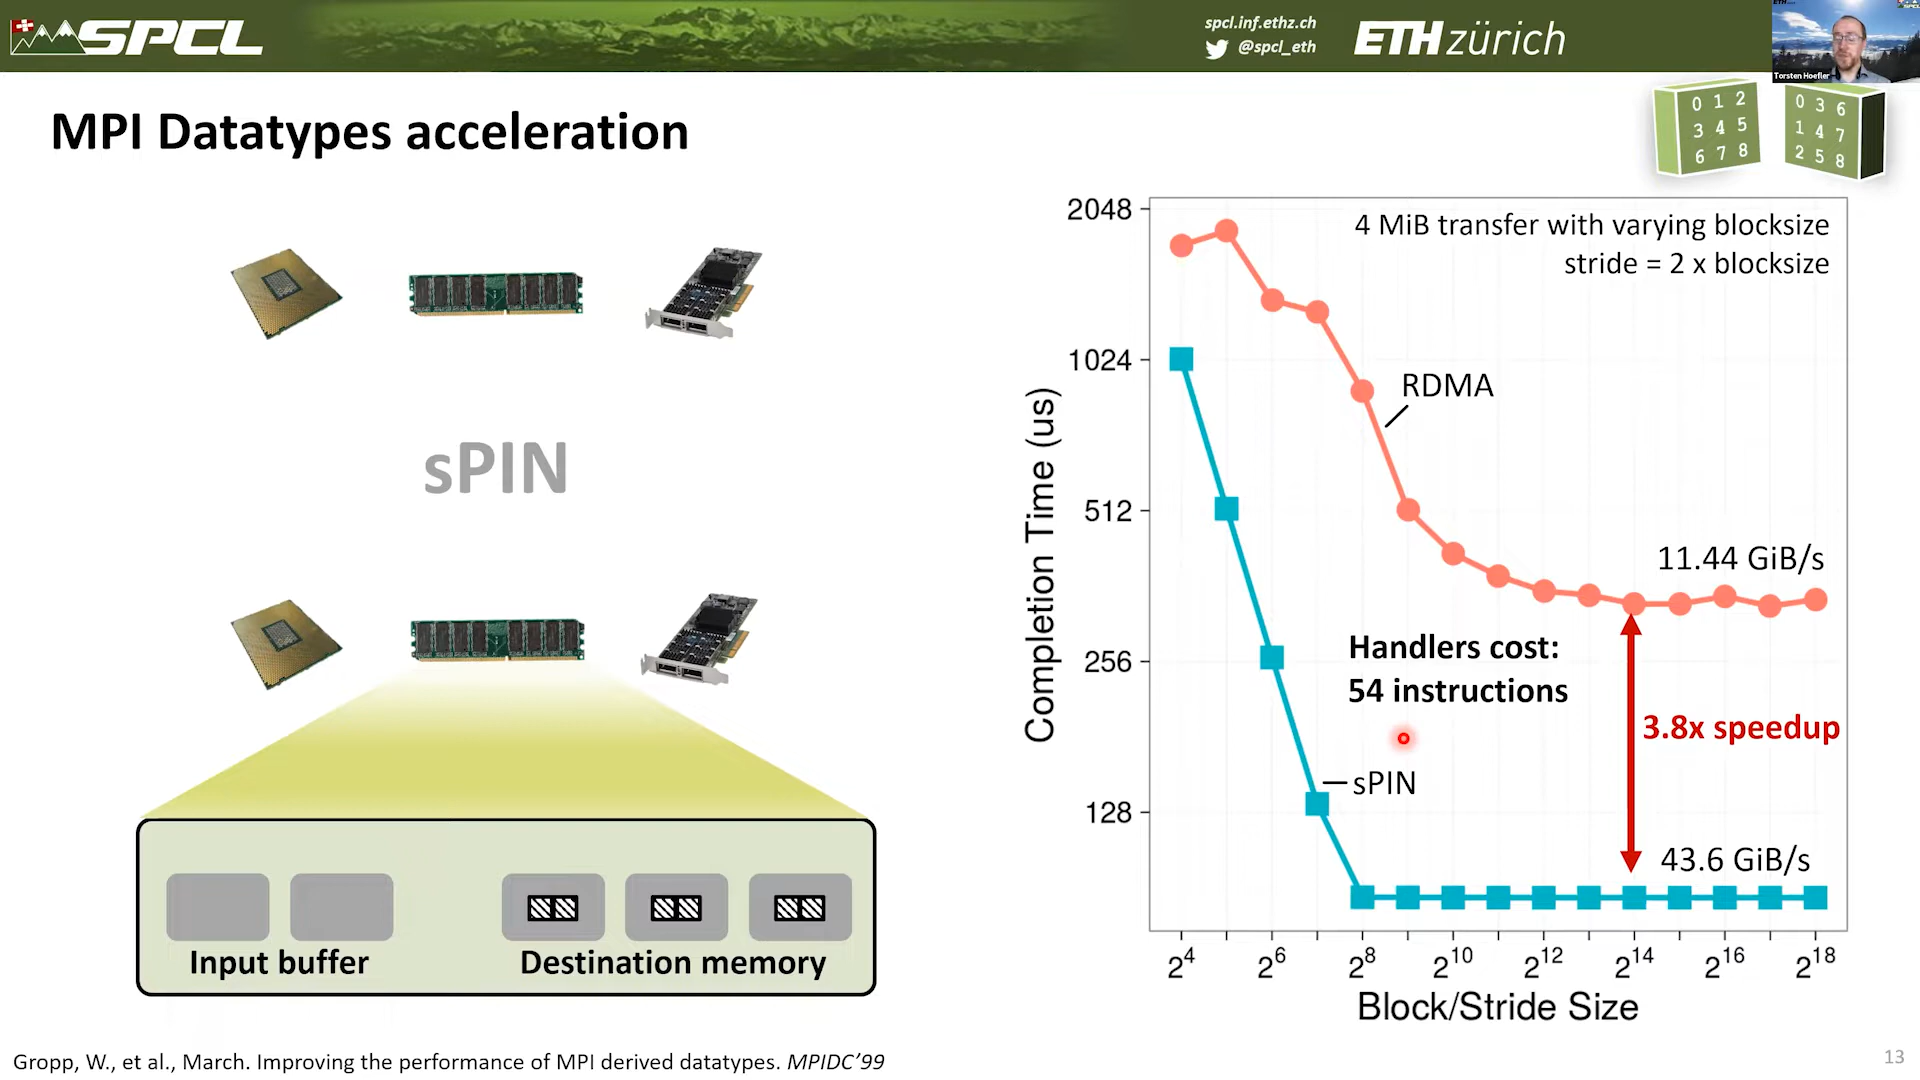 SPCL
spcl.inf.ethz.ch
@spcl_eth
ETH zürich
Torsten Hoefler
MPI Datatypes acceleration
0 1 2
3 4 5
6 7 8
0 3 6
1 4 7
2 5 8
sPIN
Input buffer
Destination memory
4 MiB transfer with varying blocksize
stride = 2 x blocksize
2048
1024
512
256
128
Completion Time (us)
RDMA
11.44 GiB/s
Handlers cost:
54 instructions
3.8x speedup
sPIN
43.6 GiB/s
2⁴ 2⁶ 2⁸ 2¹⁰ 2¹² 2¹⁴ 2¹⁶ 2¹⁸
Block/Stride Size
Gropp, W., et al., March. Improving the performance of MPI derived datatypes. MPIDC’99
13